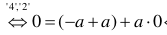 '4','2'
⇔ 0 = (−a + a) + a · 0